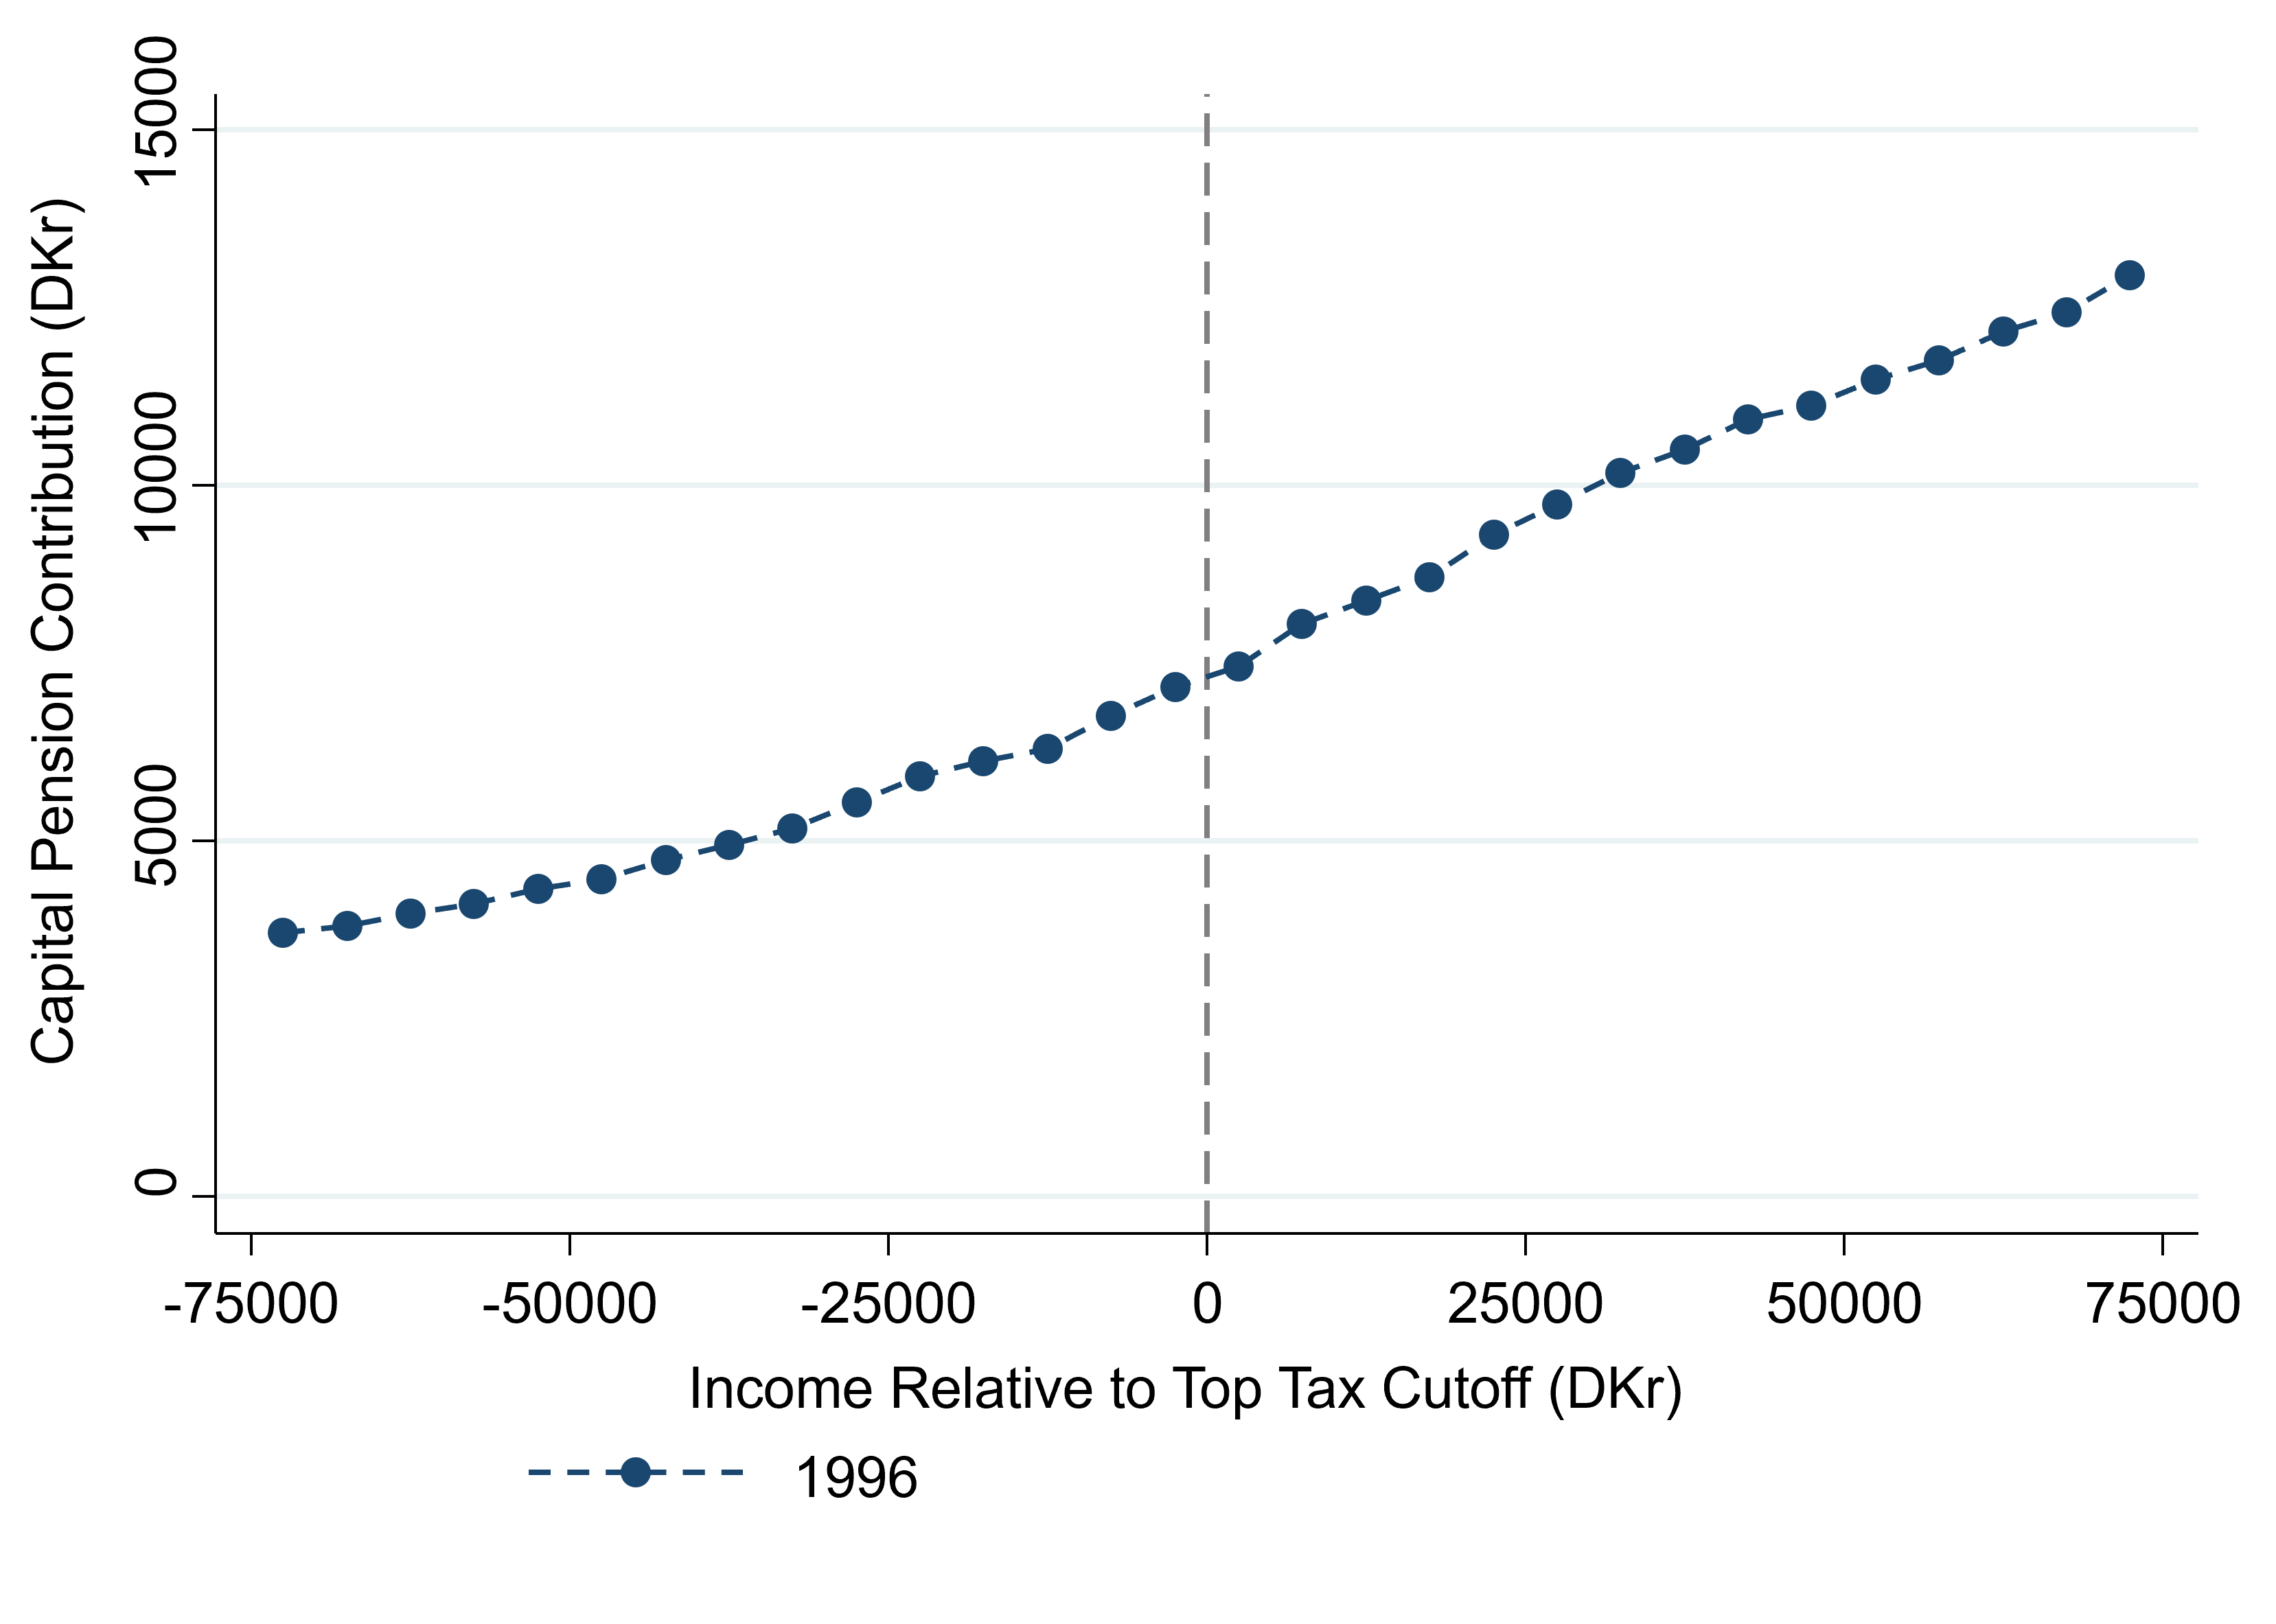 Capital Pension Contribution (DKr)
15000
10000
5000
0
-75000 -50000 -25000 0 25000 50000 75000
Income Relative to Top Tax Cutoff (DKr)
1996